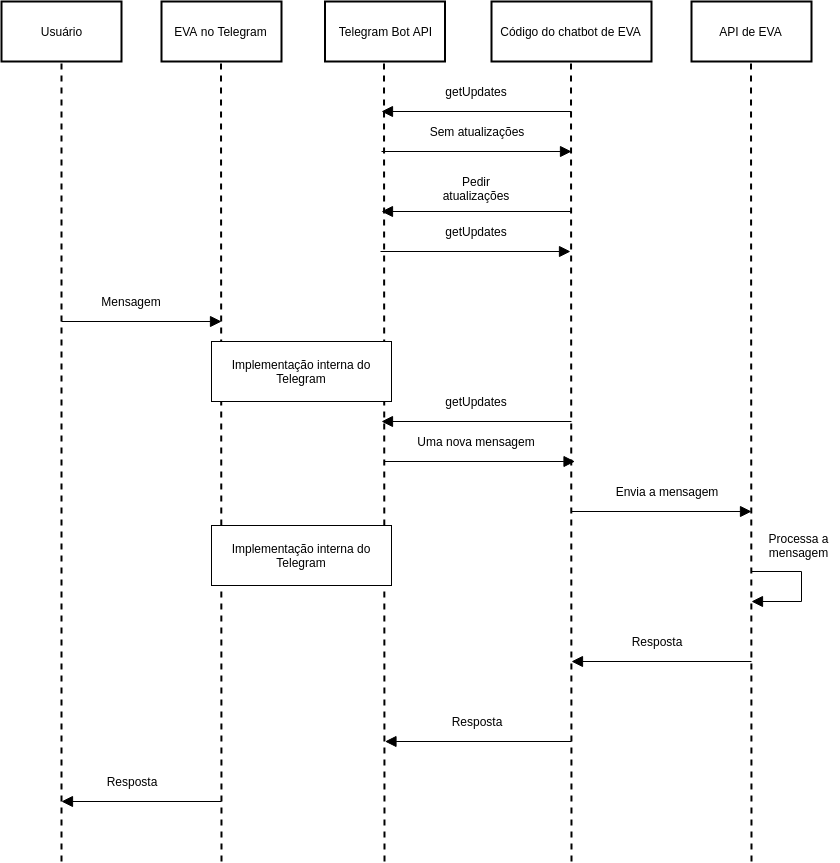 Usuário
EVA no Telegram
Telegram Bot API
Código do chatbot de EVA
API de EVA
getUpdates
Sem atualizações
Pedir
atualizações
getUpdates
Mensagem
Implementação interna do
Telegram
getUpdates
Uma nova mensagem
Envia a mensagem
Implementação interna do
Telegram
Processa a
mensagem
Resposta
Resposta
Resposta